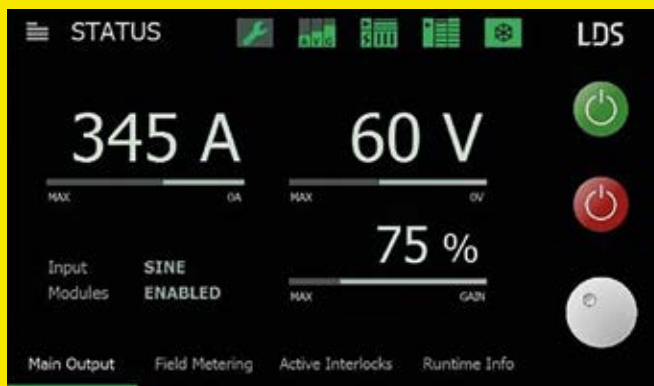 STATUS
LDS
345 A
60 V
MAX 0A
MAX 0V
75 %
Input SINE
Modules ENABLED
MAX GAIN
Main Output Field Metering Active Interlocks Runtime Info